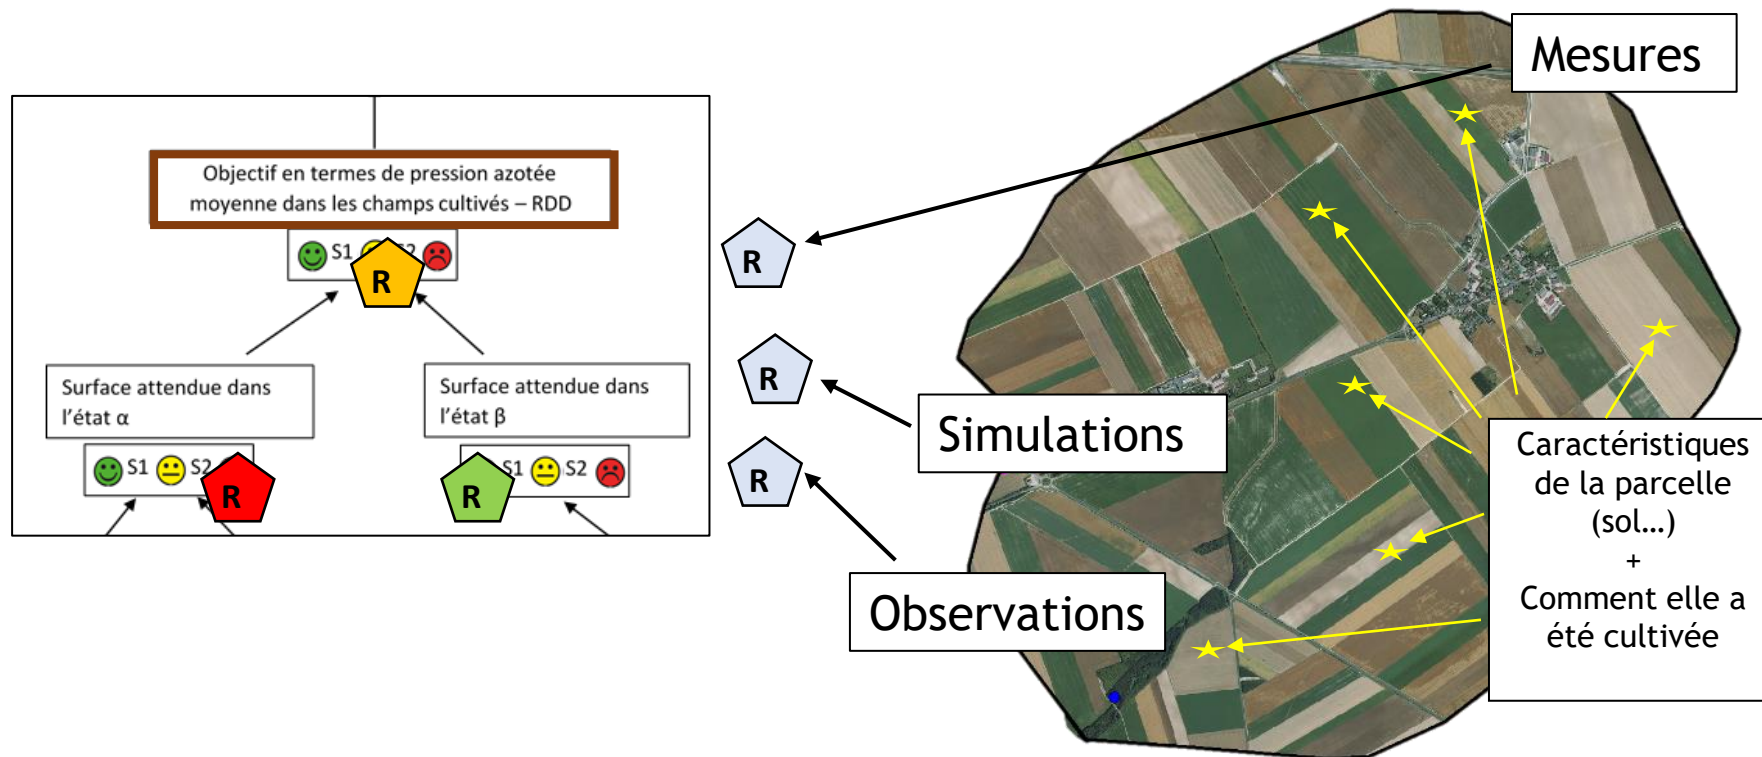 Objectif en termes de pression azotée
moyenne dans les champs cultivés – RDD
S1 S2
R
Surface attendue dans
l'état α
S1 S2
R
Surface attendue dans
l'état β
S1 S2
R
R
R
R
Mesures
Simulations
Observations
Caractéristiques
de la parcelle
(sol...)
+
Comment elle a
été cultivée